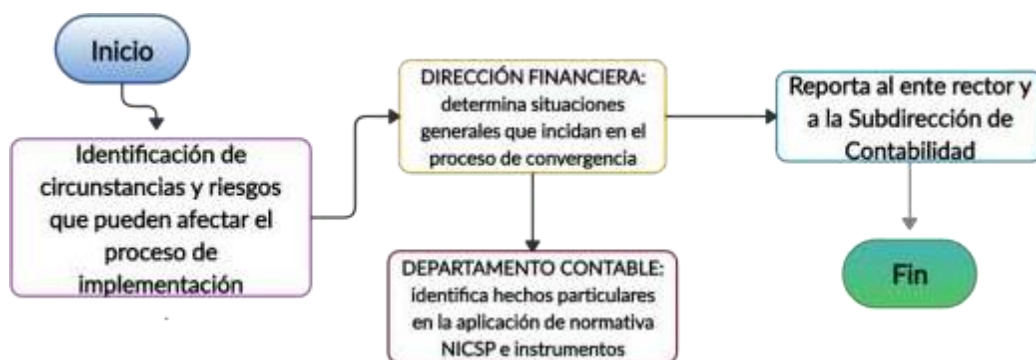 Inicio
Identificación de
circunstancias y riesgos
que pueden afectar el
proceso de
implementación
DIRECCIÓN FINANCIERA:
determina situaciones
generales que incidan en el
proceso de convergencia
DEPARTAMENTO CONTABLE:
identifica hechos particulares
en la aplicación de normativa
NICSP e instrumentos
Reporta al ente rector y
a la Subdirección de
Contabilidad
Fin